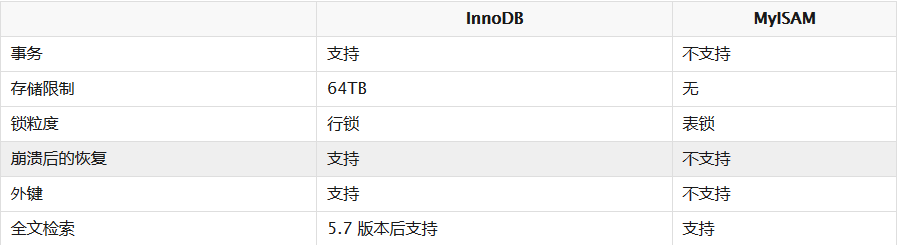 InnoDB MyISAM
事务 支持 不支持
存储限制 64TB 无
锁粒度 行锁 表锁
崩溃后的恢复 支持 不支持
外键 支持 不支持
全文检索 5.7 版本后支持 支持